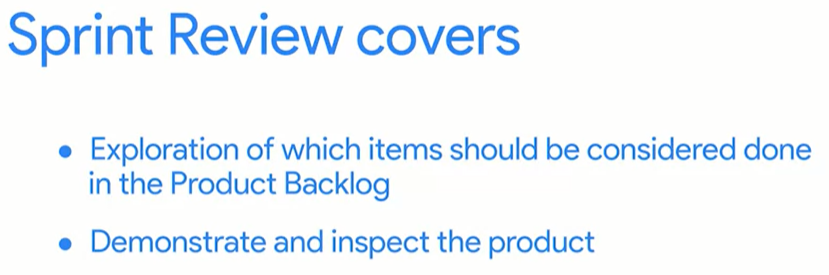 Sprint Review covers
● Exploration of which items should be considered done
in the Product Backlog
● Demonstrate and inspect the product